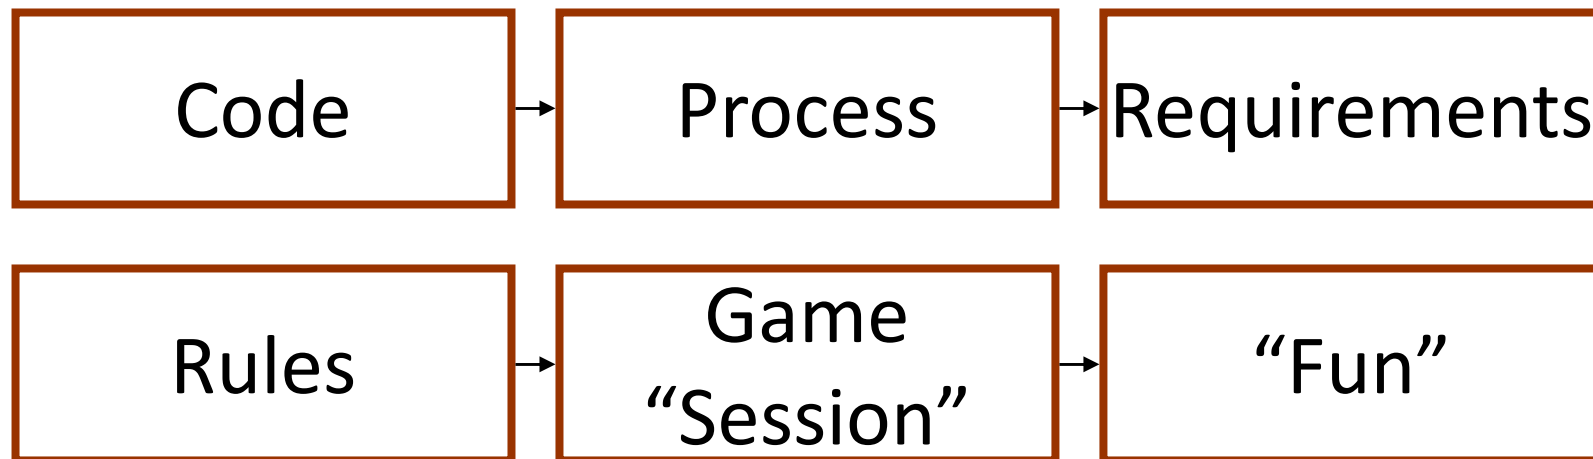 Code
Process
Requirements
Rules
Game
“Session”
“Fun”